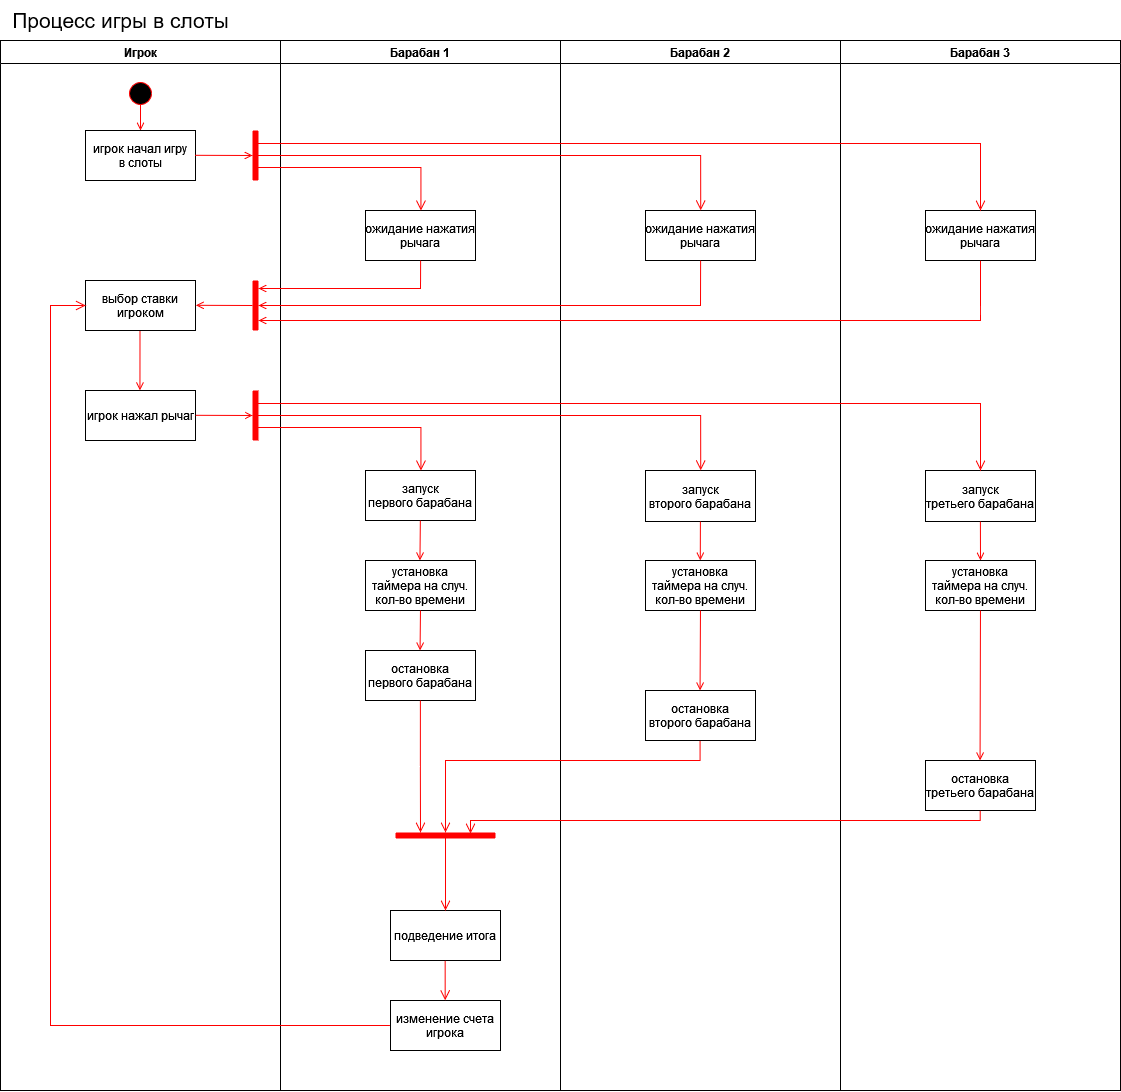 Процесс игры в слоты
Игрок
Барабан 1
Барабан 2
Барабан 3
игрок начал игру
в слоты
ожидание нажатия
рычага
ожидание нажатия
рычага
ожидание нажатия
рычага
выбор ставки
игроком
игрок нажал рычаг
запуск
первого барабана
запуск
второго барабана
запуск
третьего барабана
установка
таймера на случ.
кол-во времени
установка
таймера на случ.
кол-во времени
установка
таймера на случ.
кол-во времени
остановка
первого барабана
остановка
второго барабана
остановка
третьего барабана
подведение итога
изменение счета
игрока